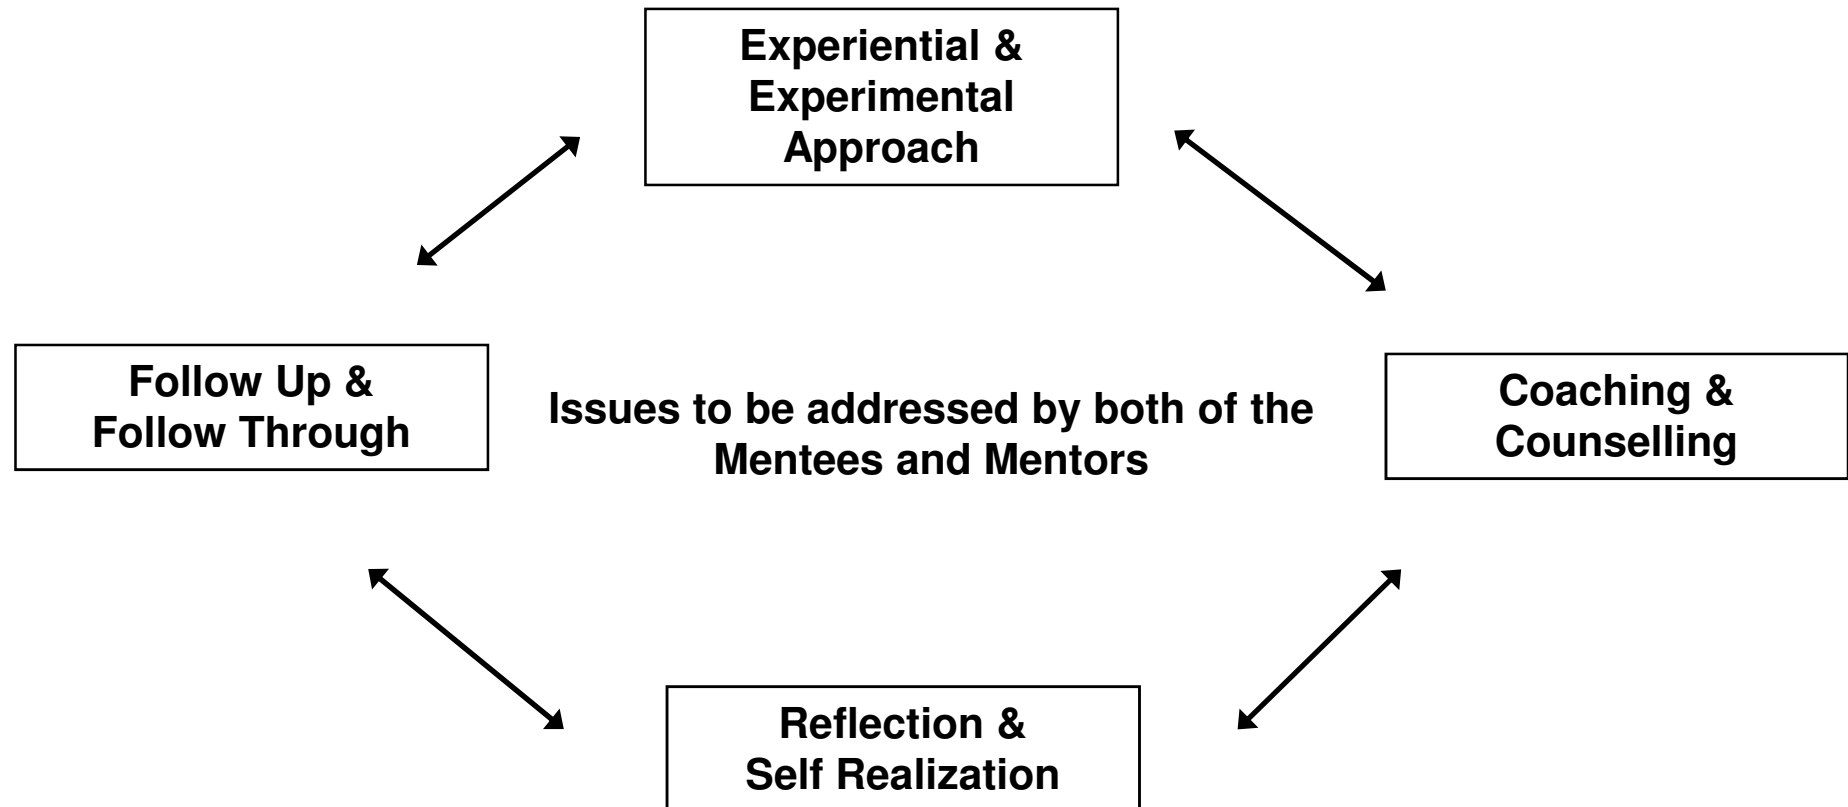 Experiential &
Experimental
Approach
Follow Up &
Follow Through
Issues to be addressed by both of the
Mentees and Mentors
Coaching &
Counselling
Reflection &
Self Realization